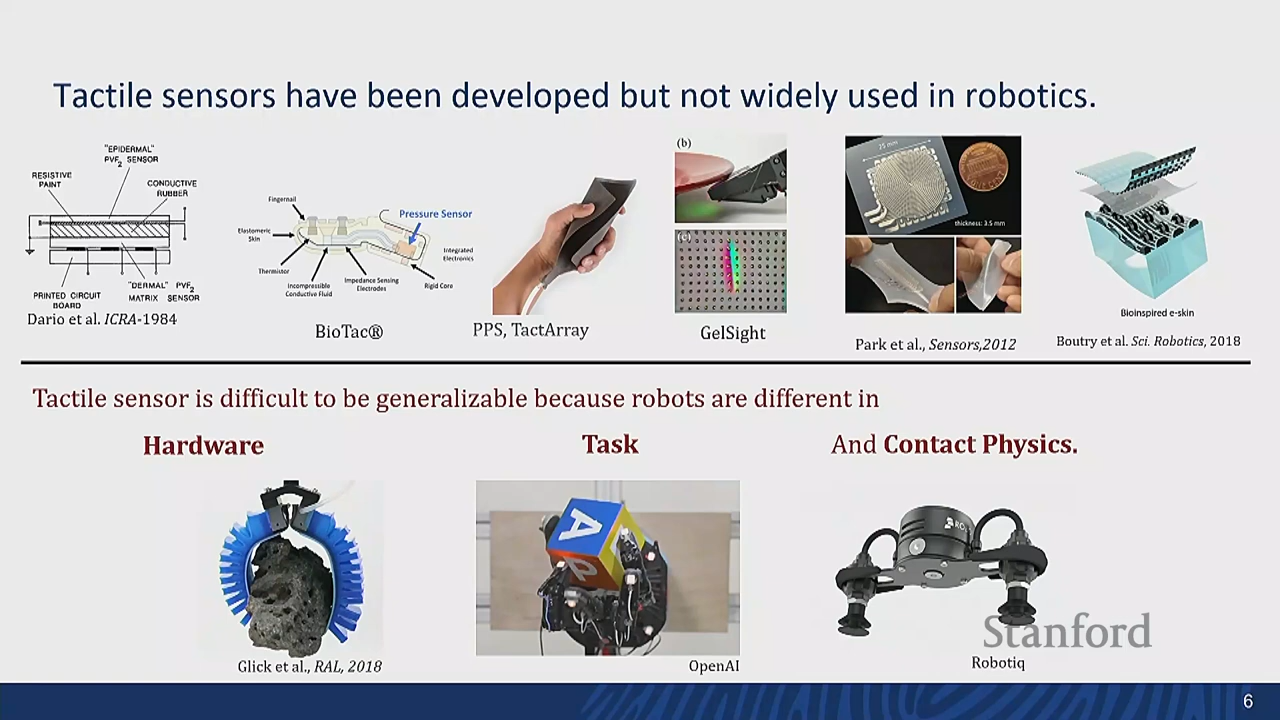 Tactile sensors have been developed but not widely used in robotics.
"EPIDERMAL"
PVF2 SENSOR
RESISTIVE
PAINT
CONDUCTIVE
RUBBER
PRINTED CIRCUIT
BOARD
"DERMAL" PVF2
MATRIX SENSOR
Dario et al. ICRA-1984
Fingernail
Pressure Sensor
Elastomeric
Skin
Integrated
Electronics
Thermistor
Incompressible
Conductive Fluid
Impedance Sensing
Electrodes
Rigid Core
BioTac®
PPS, TactArray
(b)
(c)
GelSight
25 mm
thickness: 3.5 mm
Park et al., Sensors,2012
Bioinspired e-skin
Boutry et al. Sci. Robotics, 2018
Tactile sensor is difficult to be generalizable because robots are different in
Hardware
Task
And Contact Physics.
A
Glick et al., RAL, 2018
OpenAI
Stanford
Robotiq
6